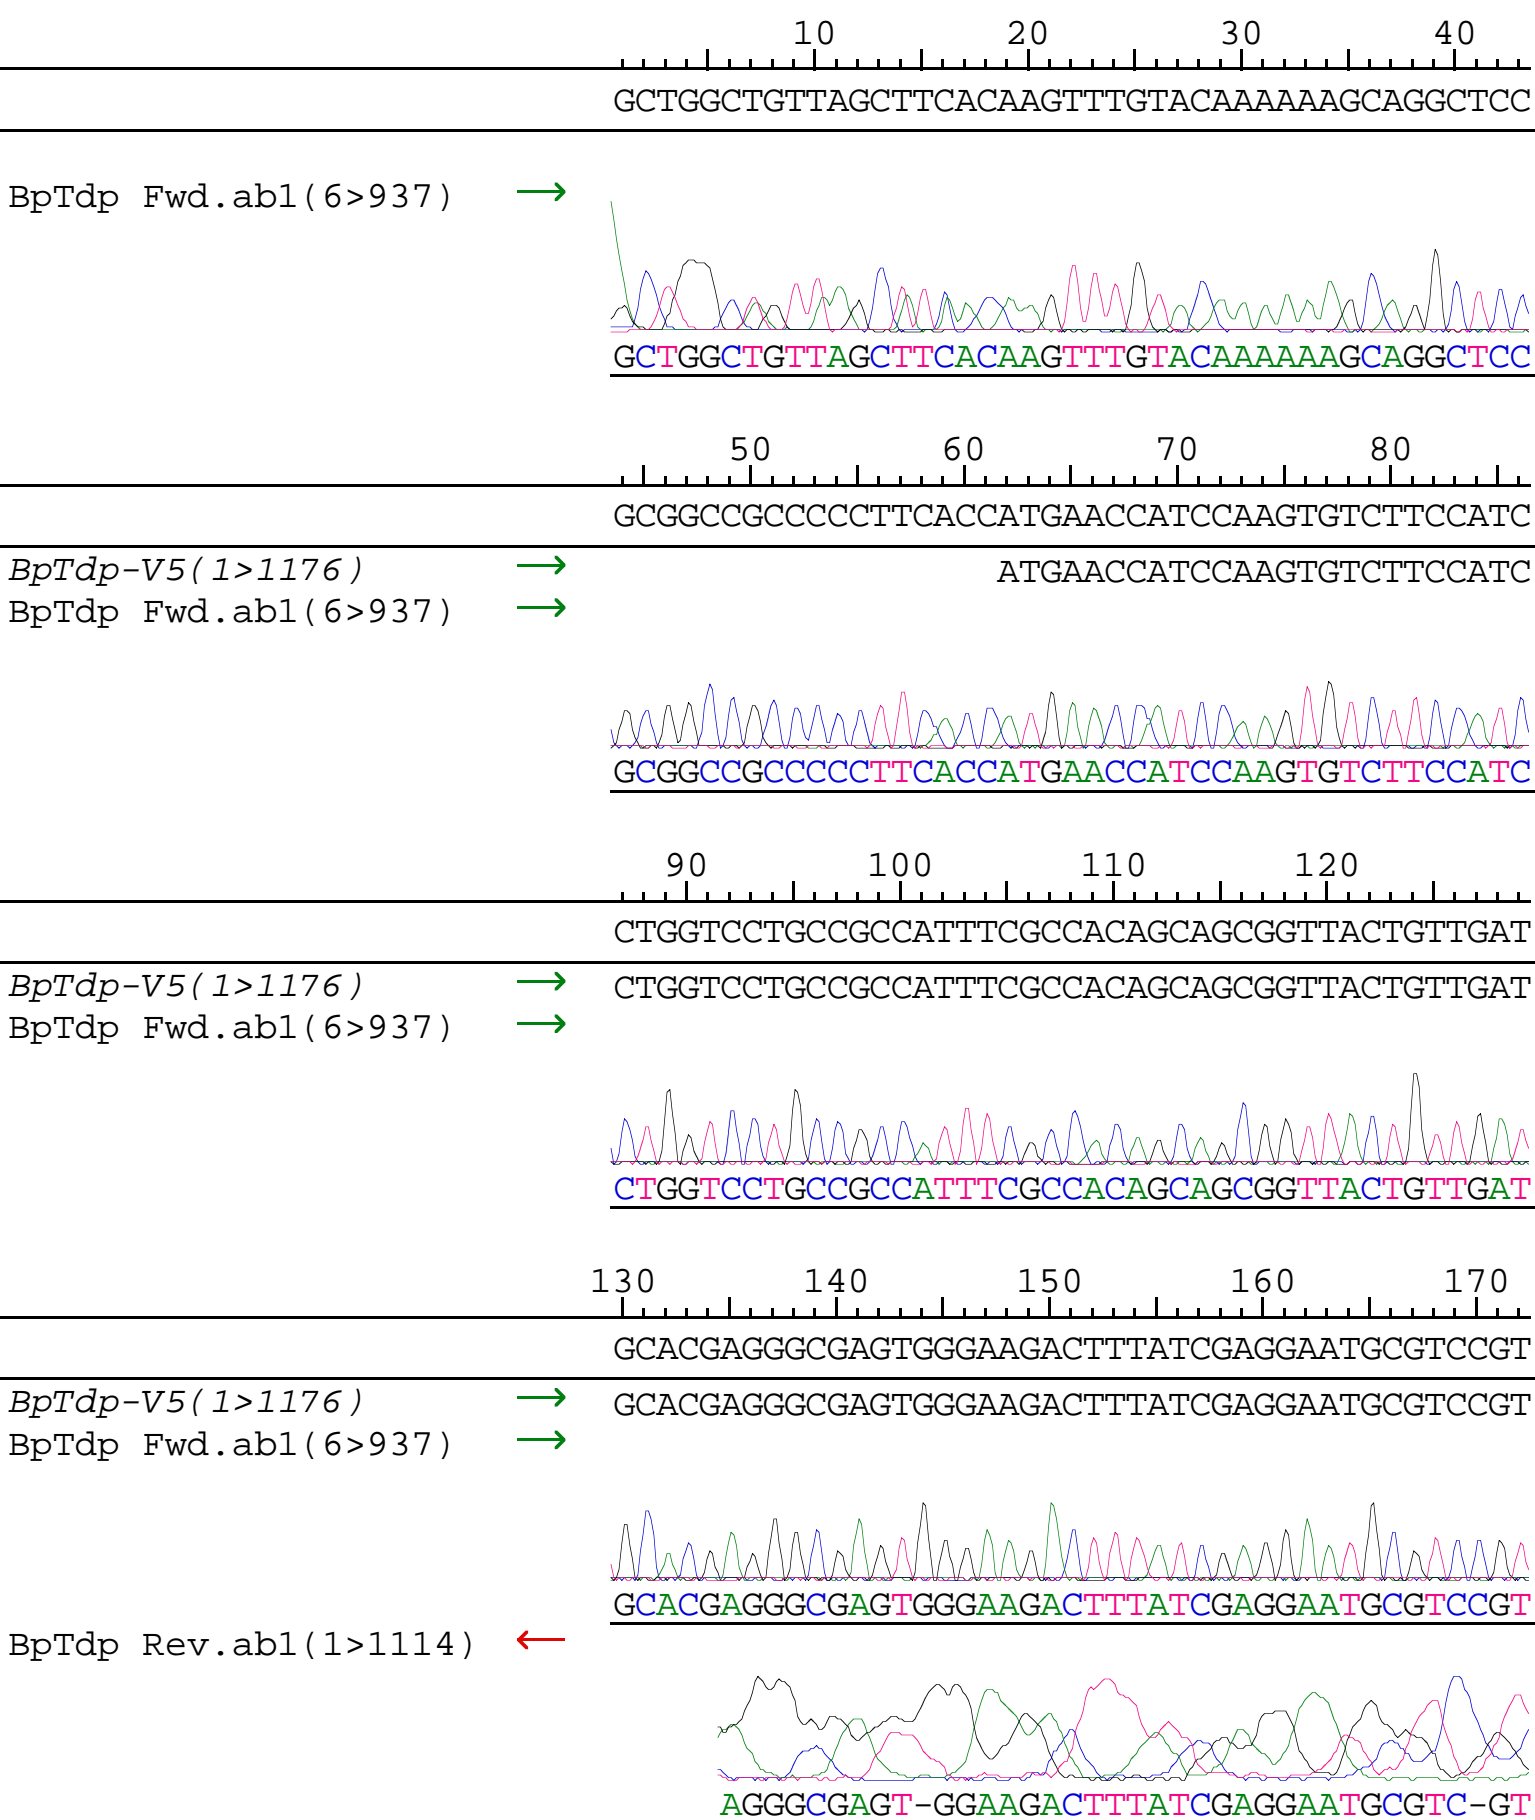 10 20 30 40
GCTGGCTGTTAGCTTCACAAGTTTGTACAAAAAAGCAGGCTCC
BpTdp Fwd.ab1(6>937) →
GCTGGCTGTTAGCTTCACAAGTTTGTACAAAAAAGCAGGCTCC
50 60 70 80
GCGGCCGCCCCCTTCACCATGAACCATCCAAGTGTCTTCCATC
BpTdp-V5(1>1176) → ATGAACCATCCAAGTGTCTTCCATC
BpTdp Fwd.ab1(6>937) →
GCGGCCGCCCCCTTCACCATGAACCATCCAAGTGTCTTCCATC
90 100 110 120
CTGGTCCTGCCGCCATTTCGCCACAGCAGCGGTTACTGTTGAT
BpTdp-V5(1>1176) → CTGGTCCTGCCGCCATTTCGCCACAGCAGCGGTTACTGTTGAT
BpTdp Fwd.ab1(6>937) →
CTGGTCCTGCCGCCATTTCGCCACAGCAGCGGTTACTGTTGAT
130 140 150 160 170
GCACGAGGGCGAGTGGGAAGACTTTATCGAGGAATGCGTCCGT
BpTdp-V5(1>1176) → GCACGAGGGCGAGTGGGAAGACTTTATCGAGGAATGCGTCCGT
BpTdp Fwd.ab1(6>937) →
GCACGAGGGCGAGTGGGAAGACTTTATCGAGGAATGCGTCCGT
BpTdp Rev.ab1(1>1114) ←
AGGGCGAGT-GGAAGACTTTATCGAGGAATGCGTC-GT